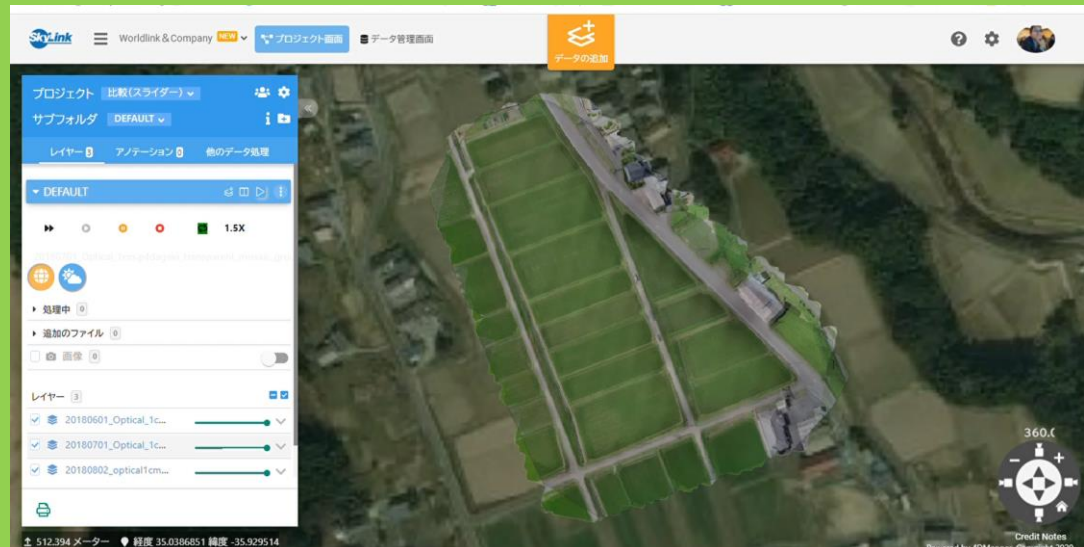 SkyLink
Worldlink & Company NEW
プロジェクト画面
データ管理画面
データの追加
プロジェクト 比較(スライダー)
サブフォルダ DEFAULT
レイヤー 3 アノテーション 0 他のデータ処理
DEFAULT
1.5X
処理中 0
追加のファイル 0
画像 0
レイヤー 3
20180601_Optical_1c...
20180701_Optical_1c...
20180802_optical1cm...
512.394 メーター 経度 35.0386851 緯度 -35.929514
360.(
Credit Notes